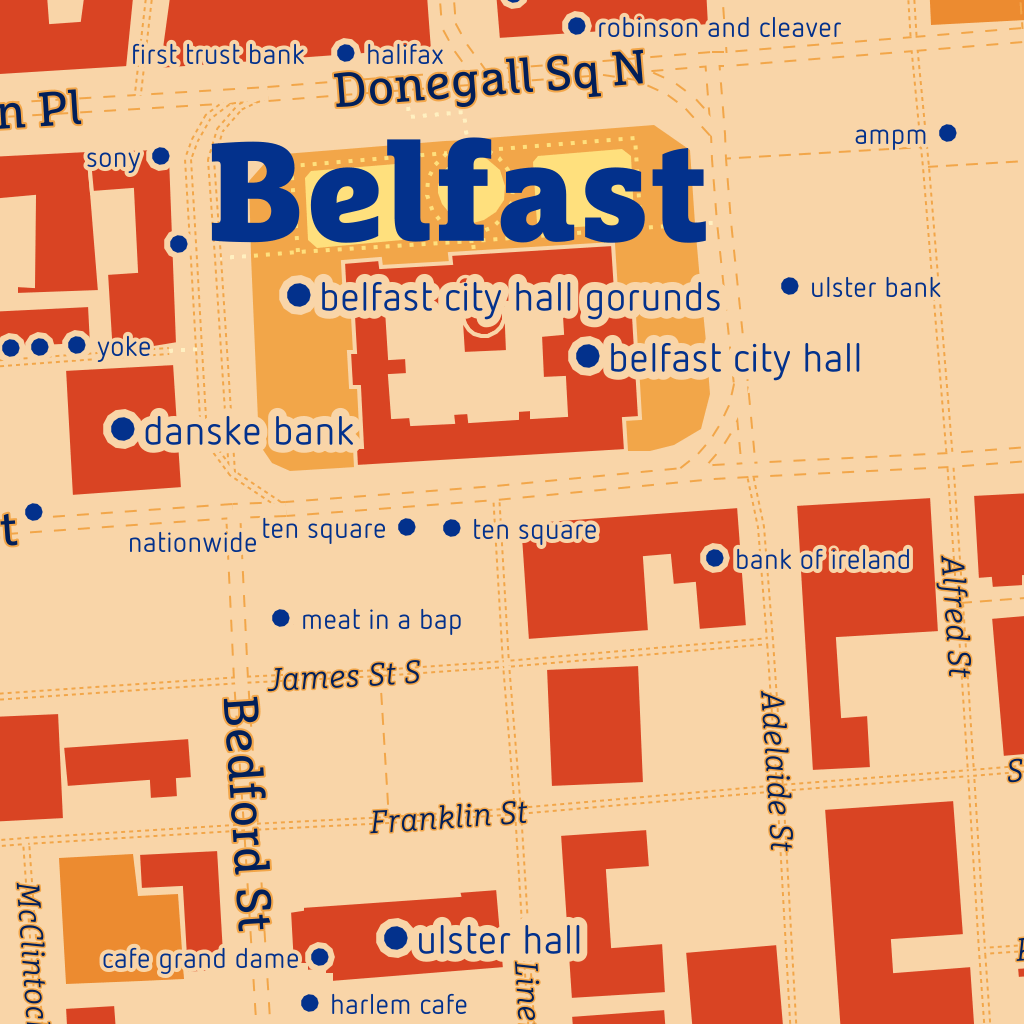 robinson and cleaver
first trust bank
halifax
Donegall Sq N
n Pl
ampm
sony
Belfast
ulster bank
belfast city hall gorunds
yoke
belfast city hall
danske bank
t
ten square
ten square
nationwide
bank of ireland
Alfred St
meat in a bap
James St S
Bedford St
Adelaide St
S
Franklin St
McClintoc
ulster hall
cafe grand dame
Line
harlem cafe